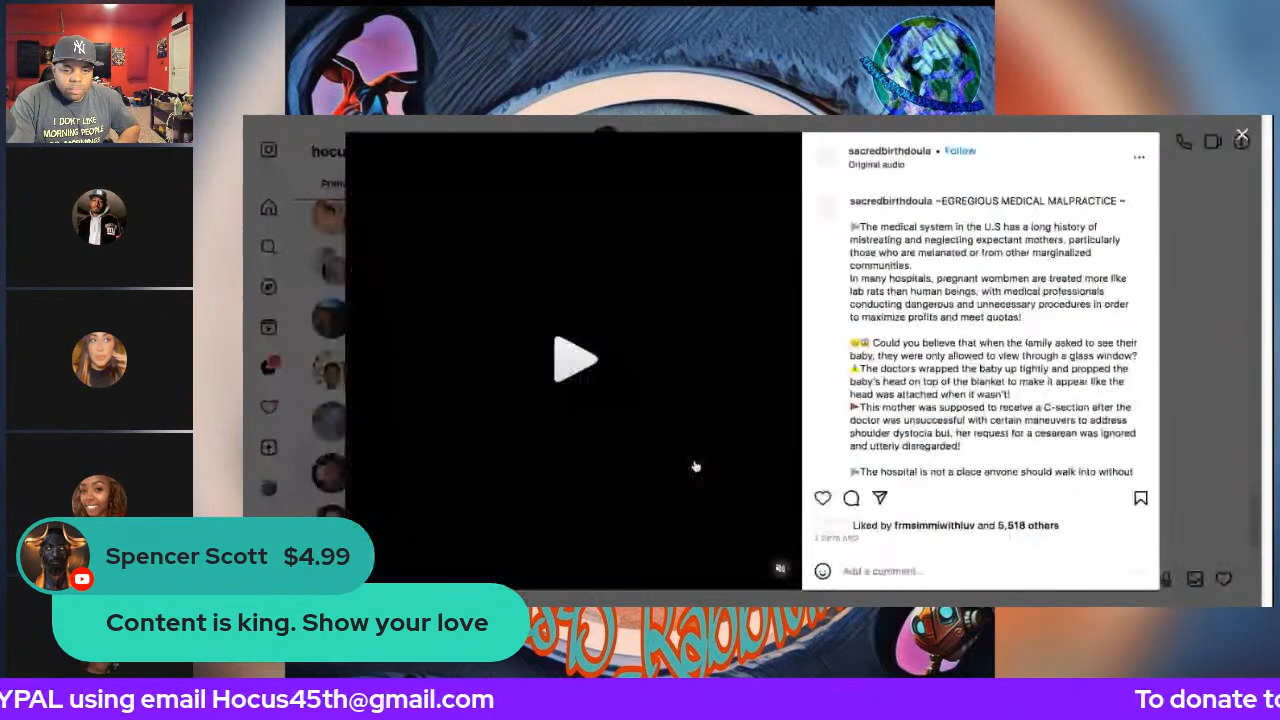 I DON'T LIKE
MORNING PEOPLE
hocu
sacredbirthdoula • Follow
Original audio
sacredbirthdoula ~EGREGIOUS MEDICAL MALPRACTICE ~
The medical system in the U.S has a long history of
mistreating and neglecting expectant mothers, particularly
those who are melanated or from other marginalized
communities.
In many hospitals, pregnant wombmen are treated more like
lab rats than human beings, with medical professionals
conducting dangerous and unnecessary procedures in order
to maximize profits and meet quotas!
Could you believe that when the family asked to see their
baby, they were only allowed to view through a glass window?
The doctors wrapped the baby up tightly and propped the
baby's head on top of the blanket to make it appear like the
head was attached when it wasn't!
This mother was supposed to receive a C-section after the
doctor was unsuccessful with certain maneuvers to address
shoulder dystocia but, her request for a cesarean was ignored
and utterly disregarded!
The hospital is not a place anyone should walk into without
Liked by frmsimmiwithluv and 5,518 others
Add a comment...
Spencer Scott $4.99
Content is king. Show your love
YPAL using email Hocus45th@gmail.com
To donate to